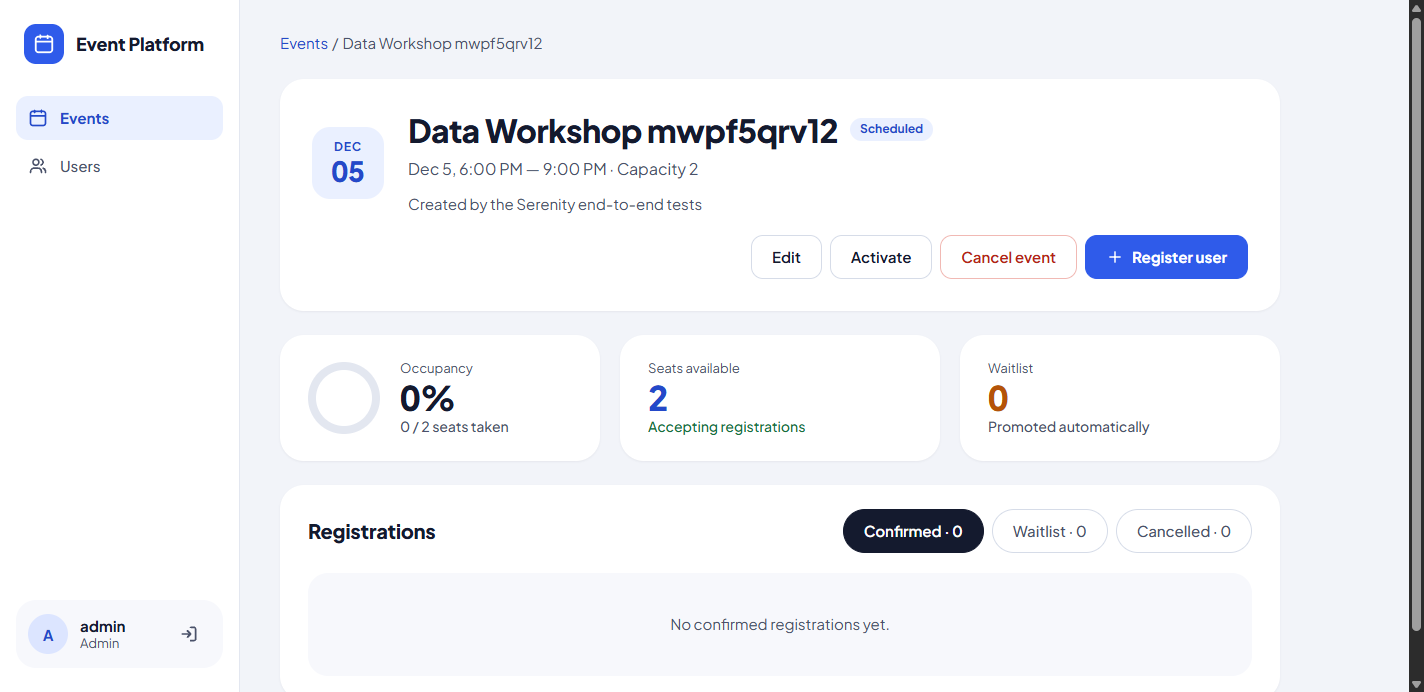 Event Platform
Events
Users
admin
A
Admin
Events / Data Workshop mwpf5qrv12
DEC
05
Data Workshop mwpf5qrv12
Scheduled
Dec 5, 6:00 PM — 9:00 PM · Capacity 2
Created by the Serenity end-to-end tests
Edit
Activate
Cancel event
+ Register user
Occupancy
0%
0 / 2 seats taken
Seats available
2
Accepting registrations
Waitlist
0
Promoted automatically
Registrations
Confirmed · 0
Waitlist · 0
Cancelled · 0
No confirmed registrations yet.